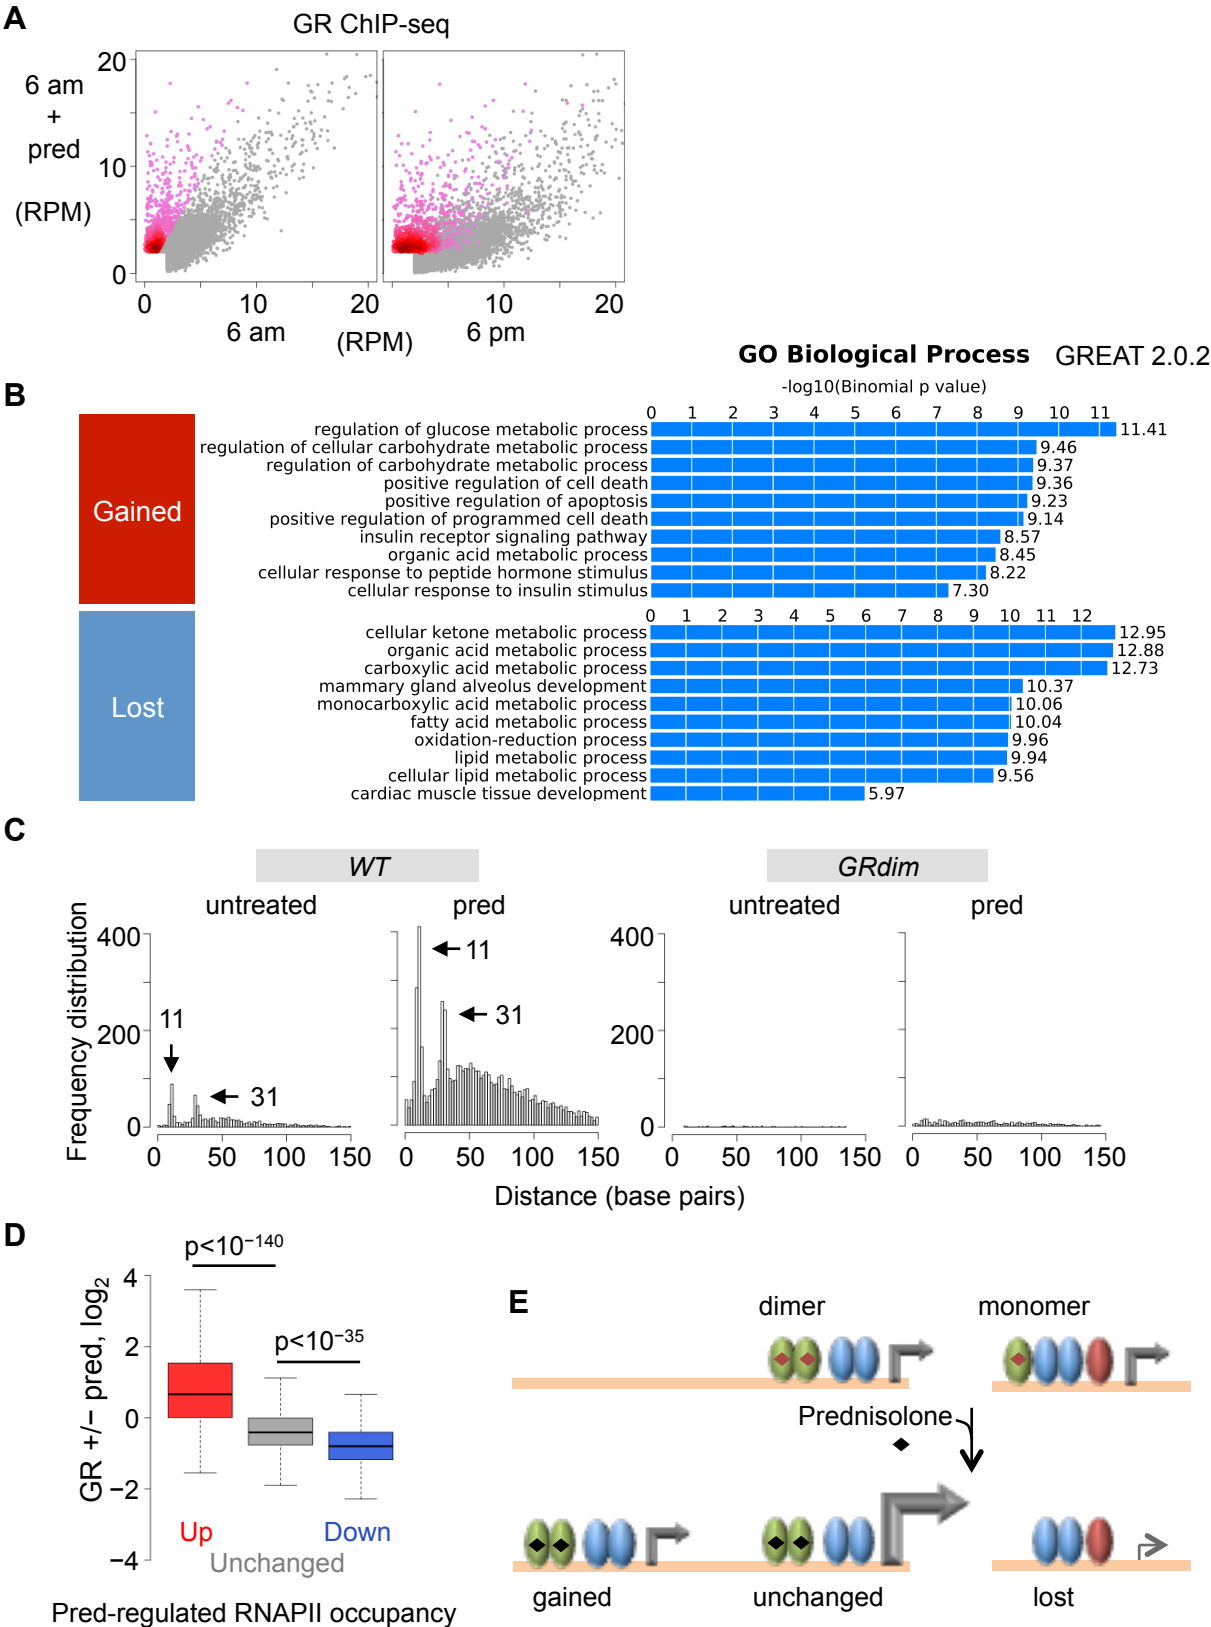 A
GR ChIP-seq
6 am
+
pred
(RPM)
20
10
0
0 10 20
0 10 20
6 am
6 pm
(RPM)
GO Biological Process GREAT 2.0.2
B
-log10(Binomial p value)
0 1 2 3 4 5 6 7 8 9 10 11
Gained
regulation of glucose metabolic process 11.41
regulation of cellular carbohydrate metabolic process 9.46
regulation of carbohydrate metabolic process 9.37
positive regulation of cell death 9.36
positive regulation of apoptosis 9.23
positive regulation of programmed cell death 9.14
insulin receptor signaling pathway 8.57
organic acid metabolic process 8.45
cellular response to peptide hormone stimulus 8.22
cellular response to insulin stimulus 7.30
0 1 2 3 4 5 6 7 8 9 10 11 12
Lost
cellular ketone metabolic process 12.95
organic acid metabolic process 12.88
carboxylic acid metabolic process 12.73
mammary gland alveolus development 10.37
monocarboxylic acid metabolic process 10.06
fatty acid metabolic process 10.04
oxidation-reduction process 9.96
lipid metabolic process 9.94
cellular lipid metabolic process 9.56
cardiac muscle tissue development 5.97
C
WT
GRdim
untreated
pred
untreated
pred
Frequency distribution
400
200
0
11
31
11
31
400
200
0
0 50 100 150
0 50 100 150
0 50 100 150
0 50 100 150
Distance (base pairs)
D
p<10−140
p<10−35
GR +/− pred, log2
4
2
0
−2
−4
Up
Down
Unchanged
Pred-regulated RNAPII occupancy
E
dimer
monomer
Prednisolone
gained
unchanged
lost